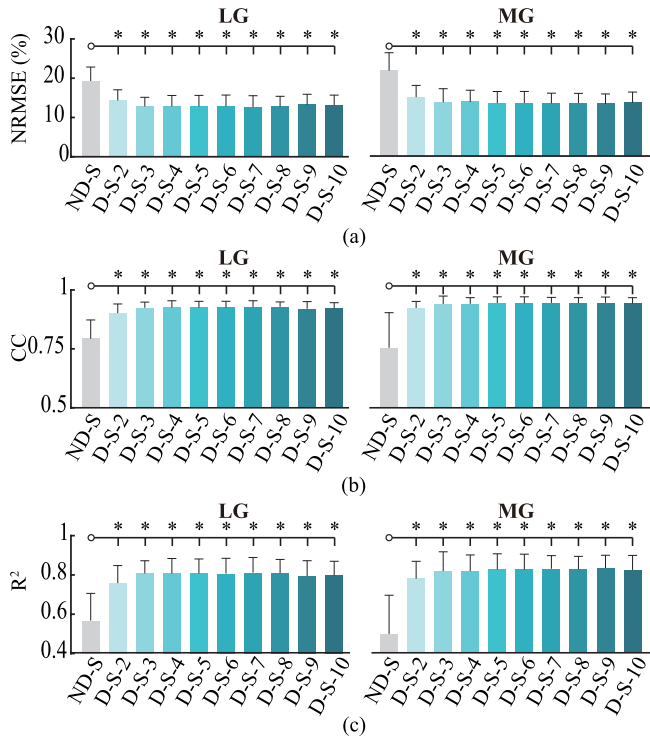 LG MG
* * * * * * * * * * * * * * * * * *
NRMSE (%)
30
20
10
0
ND-S D-S-2 D-S-3 D-S-4 D-S-5 D-S-6 D-S-7 D-S-8 D-S-9 D-S-10 ND-S D-S-2 D-S-3 D-S-4 D-S-5 D-S-6 D-S-7 D-S-8 D-S-9 D-S-10
(a)
LG MG
* * * * * * * * * * * * * * * * * *
CC
1
0.75
0.5
ND-S D-S-2 D-S-3 D-S-4 D-S-5 D-S-6 D-S-7 D-S-8 D-S-9 D-S-10 ND-S D-S-2 D-S-3 D-S-4 D-S-5 D-S-6 D-S-7 D-S-8 D-S-9 D-S-10
(b)
LG MG
* * * * * * * * * * * * * * * * * *
R²
1
0.8
0.6
0.4
ND-S D-S-2 D-S-3 D-S-4 D-S-5 D-S-6 D-S-7 D-S-8 D-S-9 D-S-10 ND-S D-S-2 D-S-3 D-S-4 D-S-5 D-S-6 D-S-7 D-S-8 D-S-9 D-S-10
(c)